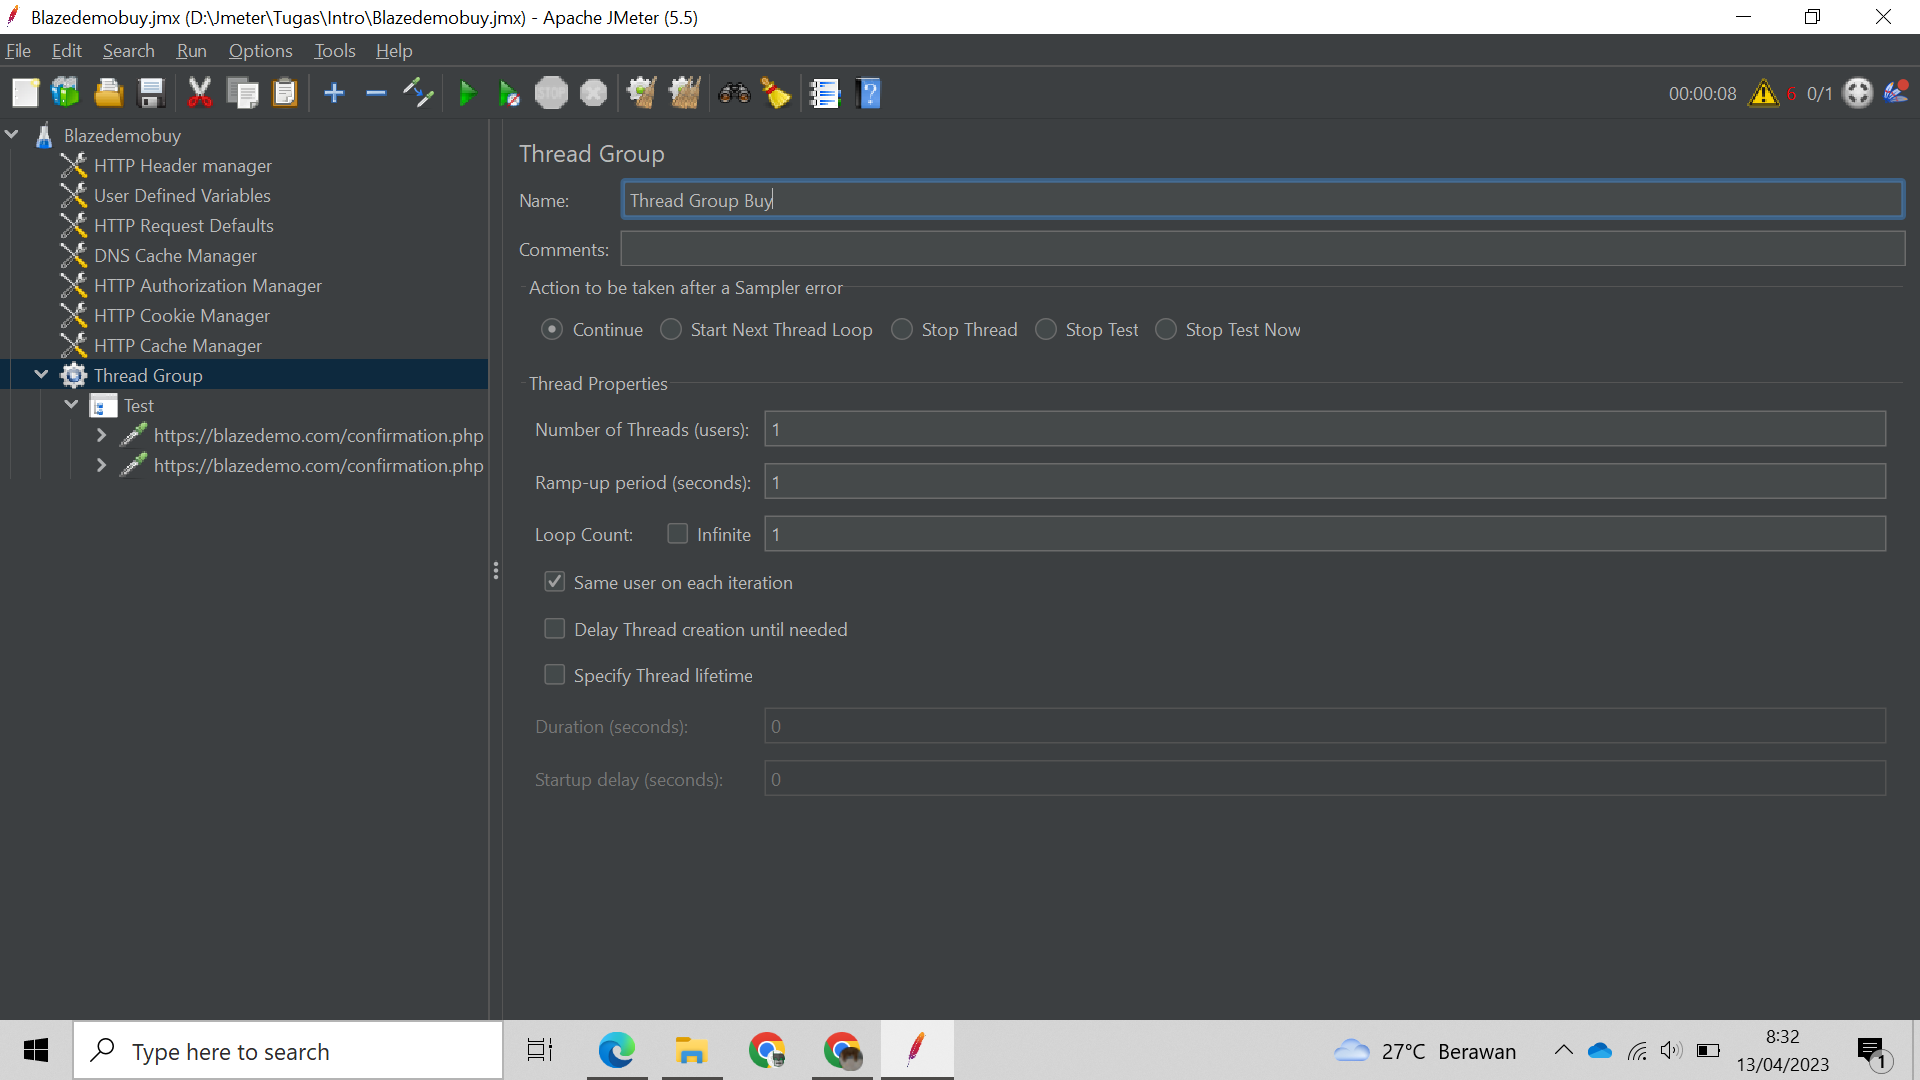 Blazedemobuy.jmx (D:\Jmeter\Tugas\Intro\Blazedemobuy.jmx) - Apache JMeter (5.5)
File Edit Search Run Options Tools Help
STOP
00:00:08 6 0/1
Blazedemobuy
HTTP Header manager
User Defined Variables
HTTP Request Defaults
DNS Cache Manager
HTTP Authorization Manager
HTTP Cookie Manager
HTTP Cache Manager
Thread Group
Test
https://blazedemo.com/confirmation.php
https://blazedemo.com/confirmation.php
Thread Group
Name: Thread Group Buy
Comments:
Action to be taken after a Sampler error
Continue Start Next Thread Loop Stop Thread Stop Test Stop Test Now
Thread Properties
Number of Threads (users): 1
Ramp-up period (seconds): 1
Loop Count: Infinite 1
Same user on each iteration
Delay Thread creation until needed
Specify Thread lifetime
Duration (seconds): 0
Startup delay (seconds): 0
Type here to search
27°C Berawan
8:32
13/04/2023
1